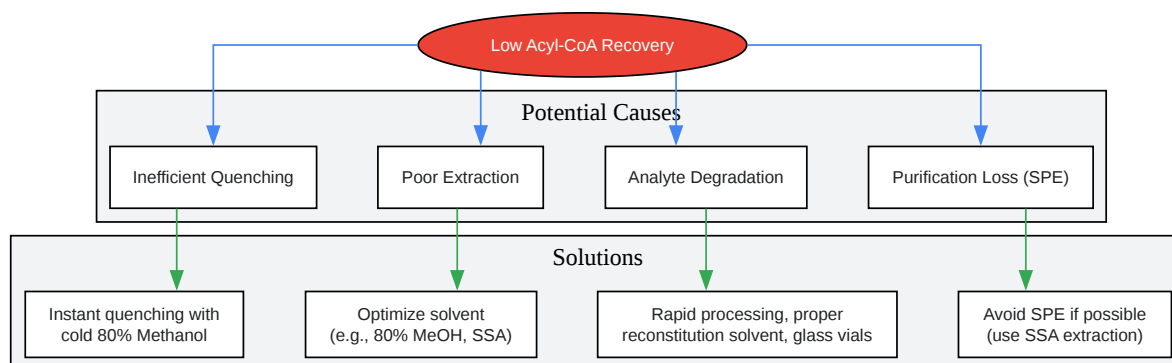 Low Acyl-CoA Recovery
Potential Causes
Inefficient Quenching
Poor Extraction
Analyte Degradation
Purification Loss (SPE)
Solutions
Instant quenching with
cold 80% Methanol
Optimize solvent
(e.g., 80% MeOH, SSA)
Rapid processing, proper
reconstitution solvent, glass vials
Avoid SPE if possible
(use SSA extraction)